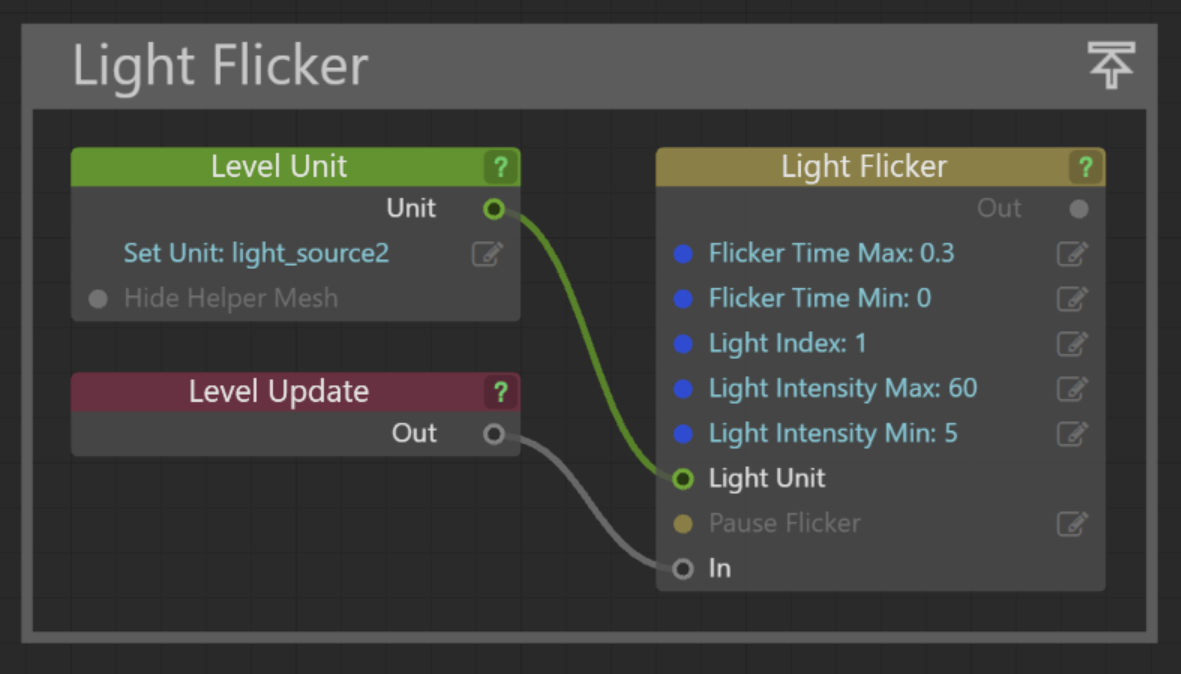 Light Flicker
Level Unit ?
Unit
Set Unit: light_source2
Hide Helper Mesh
Level Update ?
Out
Light Flicker ?
Out
Flicker Time Max: 0.3
Flicker Time Min: 0
Light Index: 1
Light Intensity Max: 60
Light Intensity Min: 5
Light Unit
Pause Flicker
In